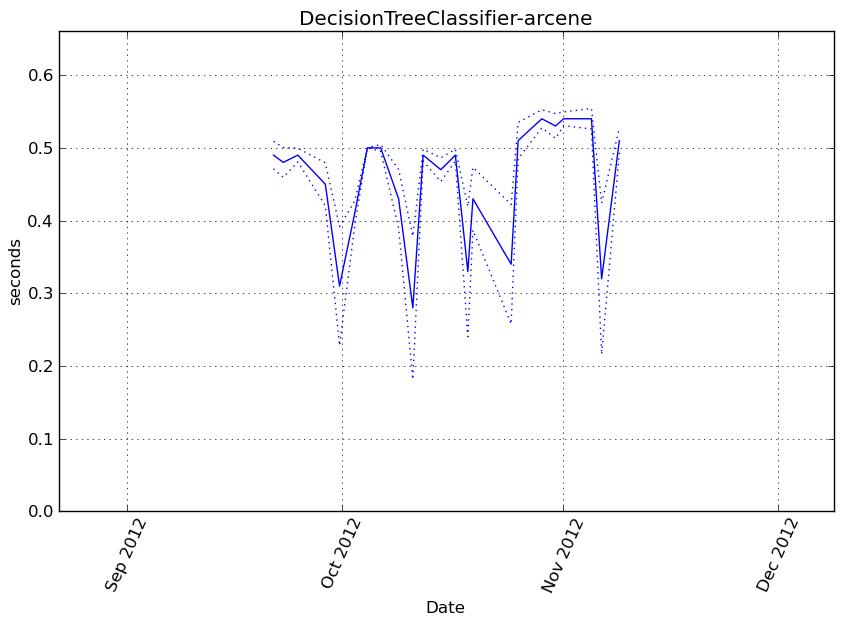 DecisionTreeClassifier-arcene
0.6
0.5
0.4
0.3
0.2
0.1
0.0
seconds
Sep 2012
Oct 2012
Nov 2012
Dec 2012
Date